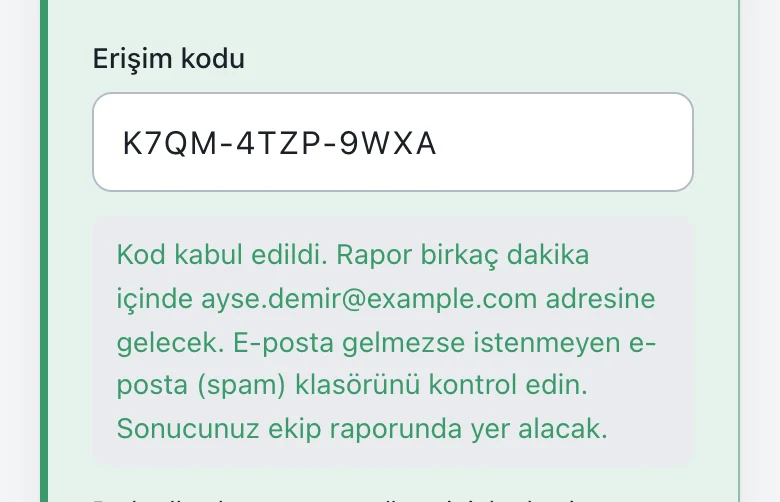 Erişim kodu
K7QM-4TZP-9WXA
Kod kabul edildi. Rapor birkaç dakika
içinde ayse.demir@example.com adresine
gelecek. E-posta gelmezse istenmeyen e-
posta (spam) klasörünü kontrol edin.
Sonucunuz ekip raporunda yer alacak.